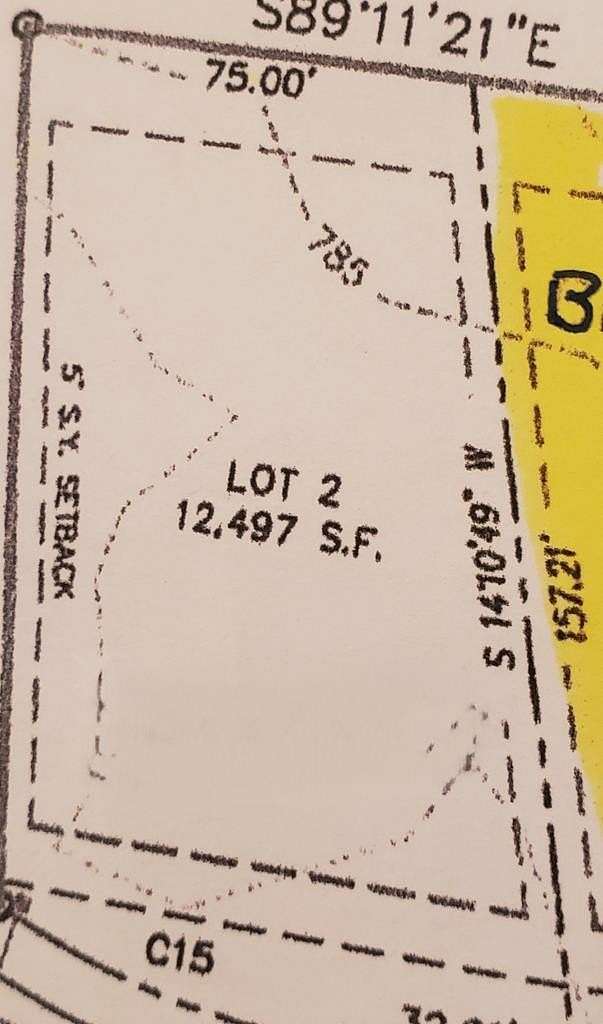 S89°11'21"E
75.00'
785
5' S.Y. SETBACK
LOT 2
12,497 S.F.
S 14°10'49" W
157.21'
C15